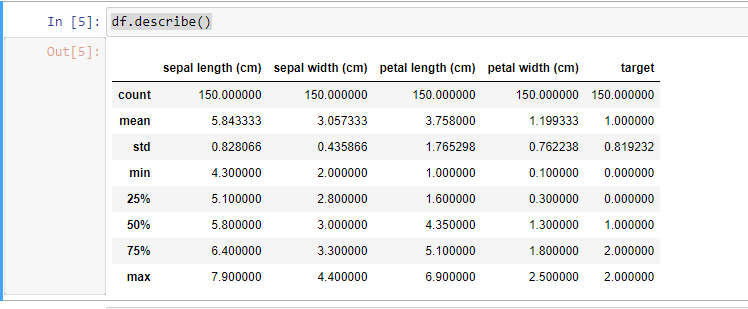 In [5]: df.describe()
Out[5]:
sepal length (cm) sepal width (cm) petal length (cm) petal width (cm) target
count 150.000000 150.000000 150.000000 150.000000 150.000000
mean 5.843333 3.057333 3.758000 1.199333 1.000000
std 0.828066 0.435866 1.765298 0.762238 0.819232
min 4.300000 2.000000 1.000000 0.100000 0.000000
25% 5.100000 2.800000 1.600000 0.300000 0.000000
50% 5.800000 3.000000 4.350000 1.300000 1.000000
75% 6.400000 3.300000 5.100000 1.800000 2.000000
max 7.900000 4.400000 6.900000 2.500000 2.000000